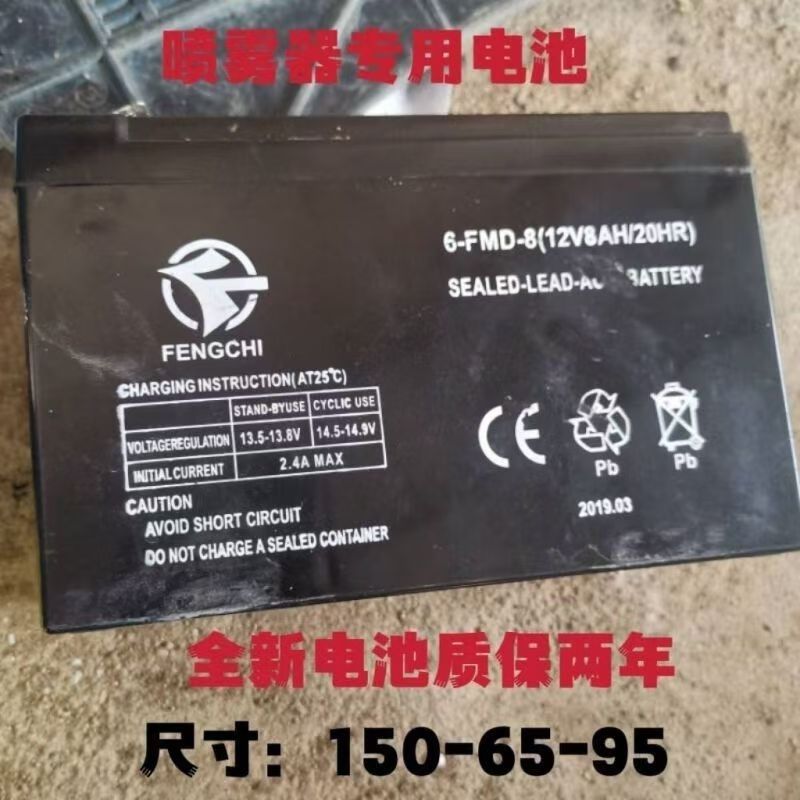 喷雾器专用电池
6-FMD-8(12V8AH/20HR)
SEALED-LEAD- BATTERY
FENGCHI
CHARGING INSTRUCTION(AT25℃)
STAND-BYUSE CYCLIC USE
VOLTAGEREGULATION 13.5-13.8V 14.5-14.9V
INITIAL CURRENT 2.4A MAX
CAUTION
AVOID SHORT CIRCUIT
DO NOT CHARGE A SEALED CONTAINER
CE
Pb
Pb
2019.03
全新电池质保两年
尺寸：150-65-95